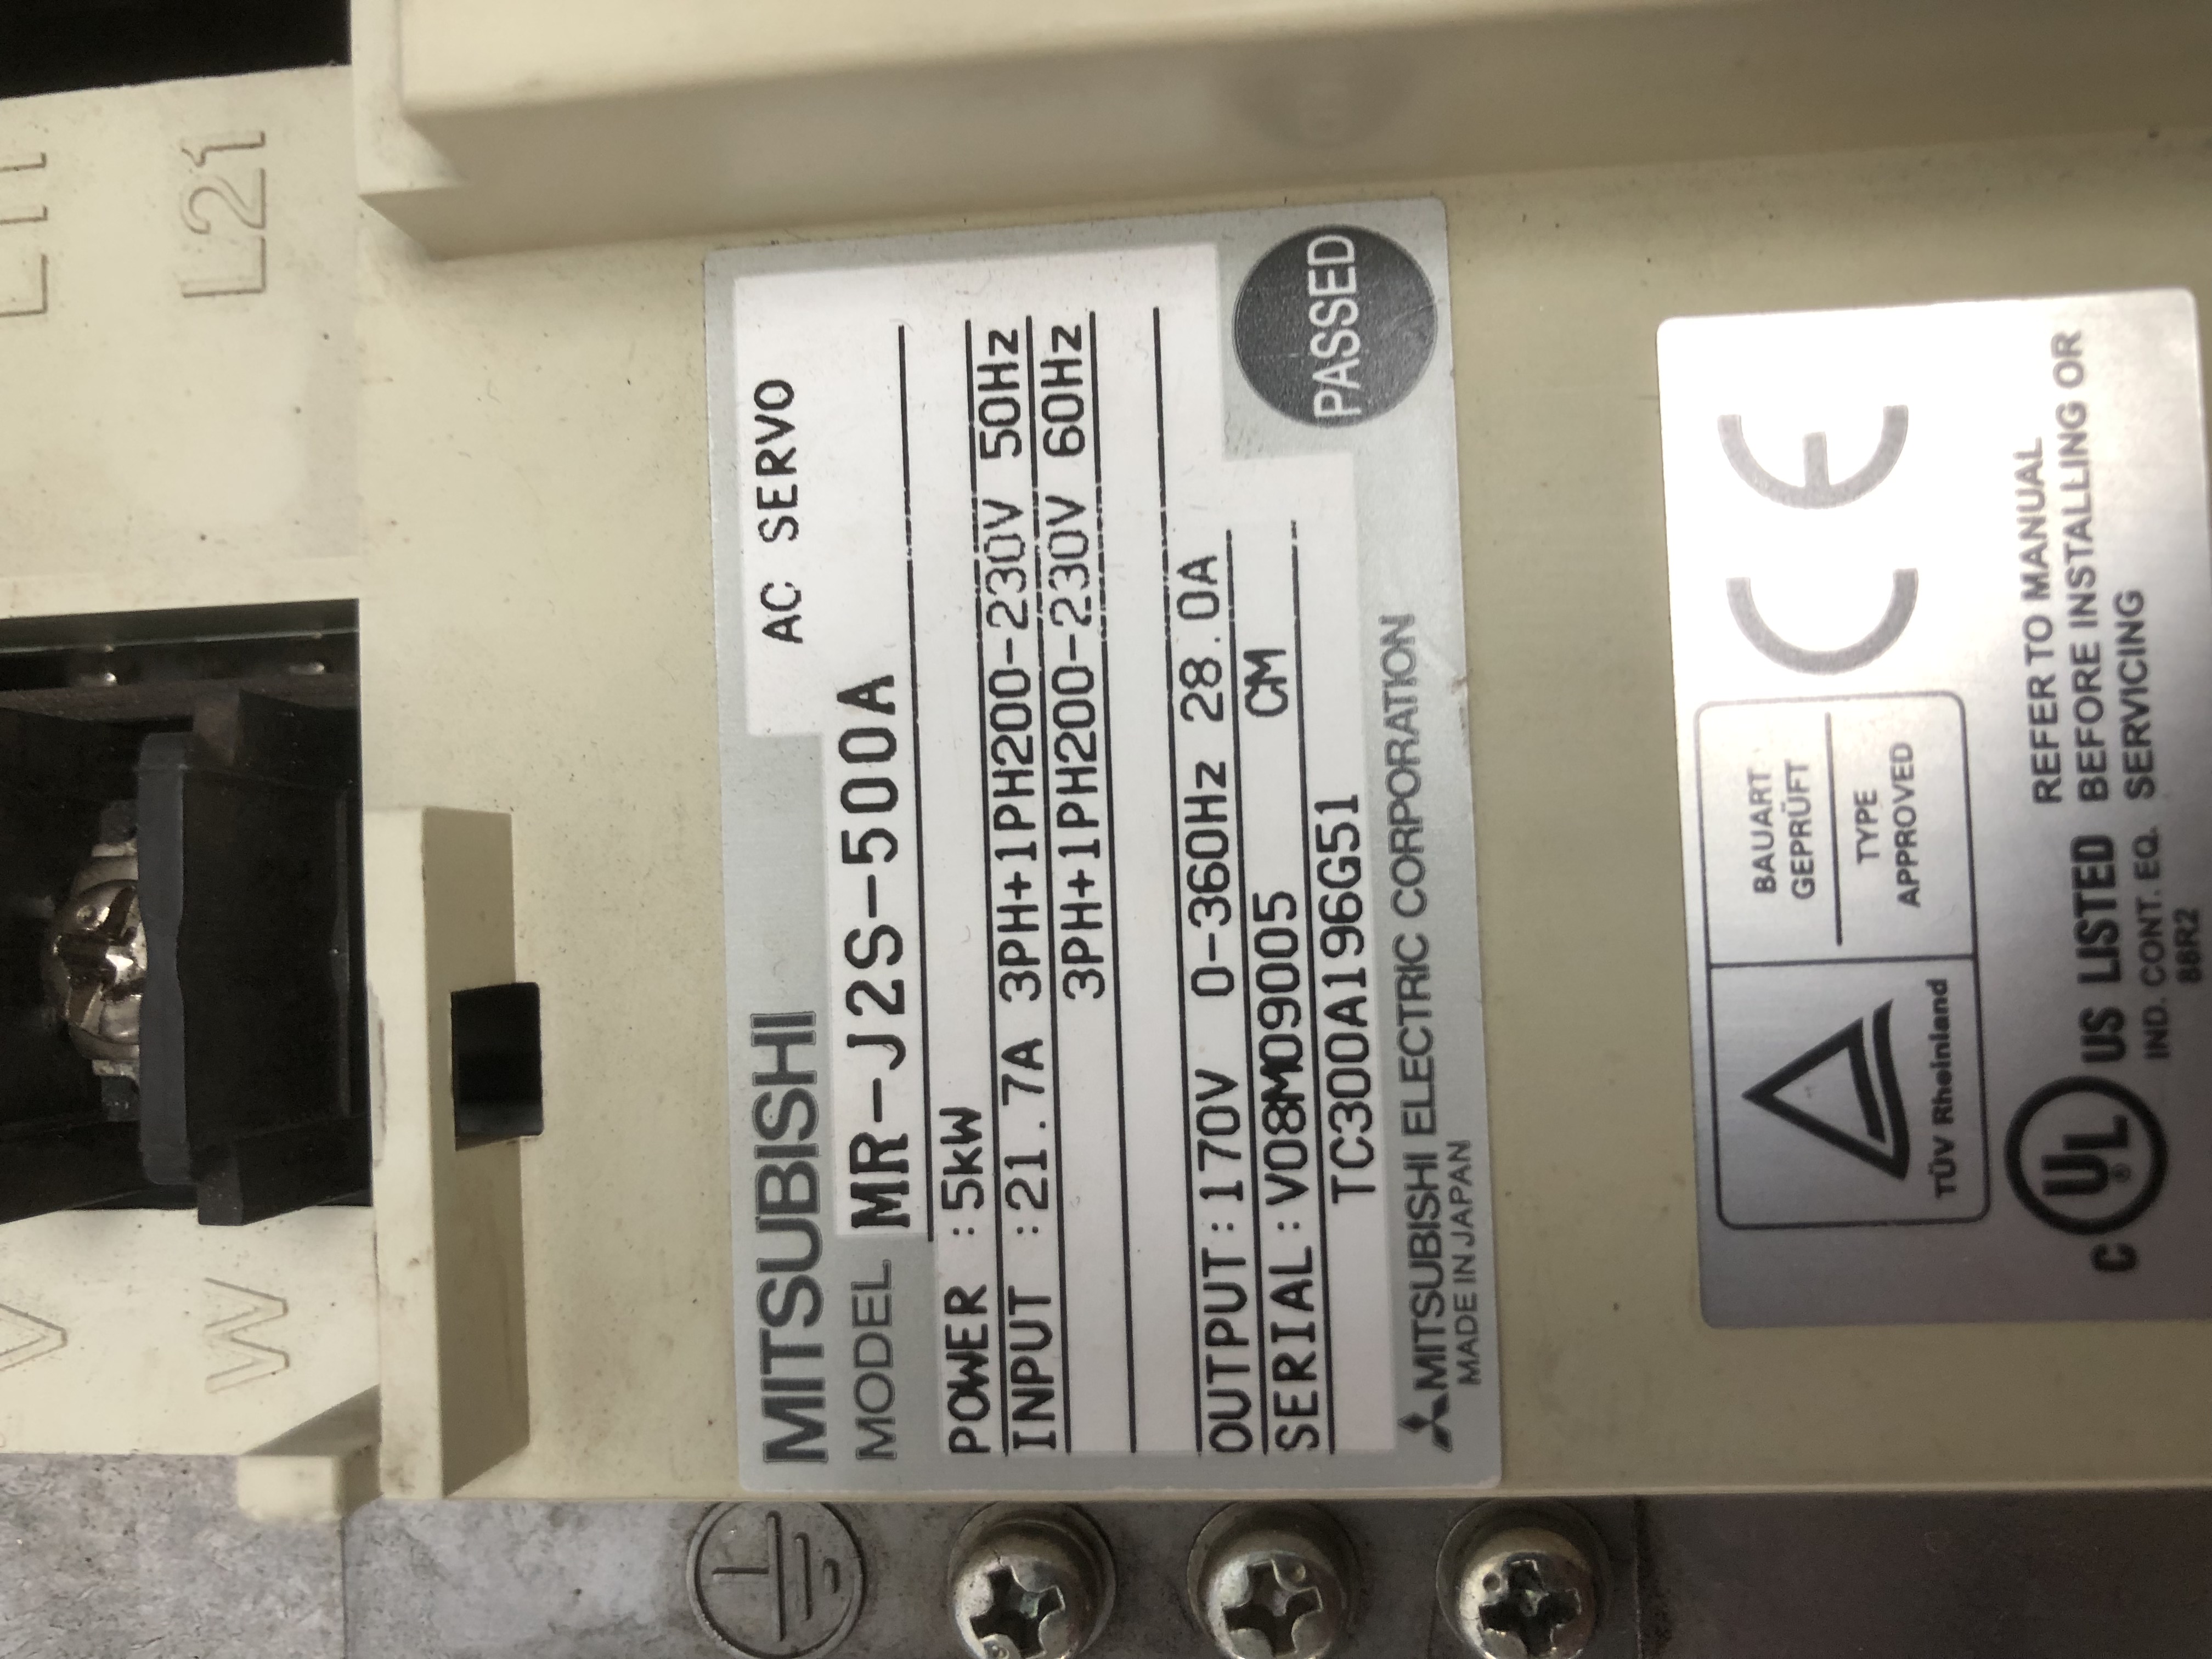 L11
L21
V
W
MITSUBISHI AC SERVO
MODEL MR-J2S-500A
POWER :5kW
INPUT :21.7A 3PH+1PH200-230V 50Hz
3PH+1PH200-230V 60Hz
OUTPUT:170V 0-360Hz 28.0A
SERIAL:V08M09005 CM
TC300A196G51
PASSED
MITSUBISHI ELECTRIC CORPORATION
MADE IN JAPAN
TÜV Rheinland
BAUART
GEPRÜFT
TYPE
APPROVED
CE
C UL ® US LISTED
IND. CONT. EQ.
88R2
REFER TO MANUAL
BEFORE INSTALLING OR
SERVICING